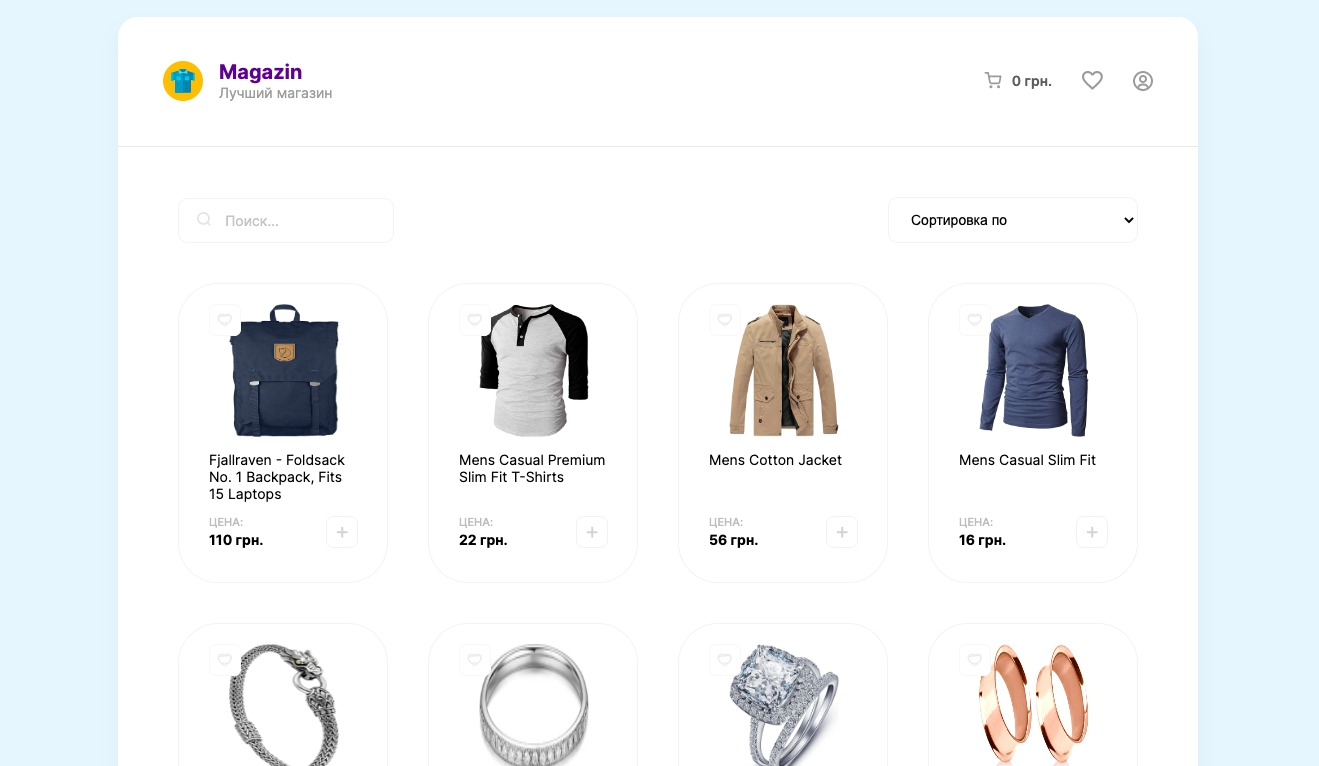 Magazin
Лучший магазин
0 грн.
Поиск...
Сортировка по
Fjallraven - Foldsack
No. 1 Backpack, Fits
15 Laptops
ЦЕНА:
110 грн.
Mens Casual Premium
Slim Fit T-Shirts
ЦЕНА:
22 грн.
Mens Cotton Jacket
ЦЕНА:
56 грн.
Mens Casual Slim Fit
ЦЕНА:
16 грн.